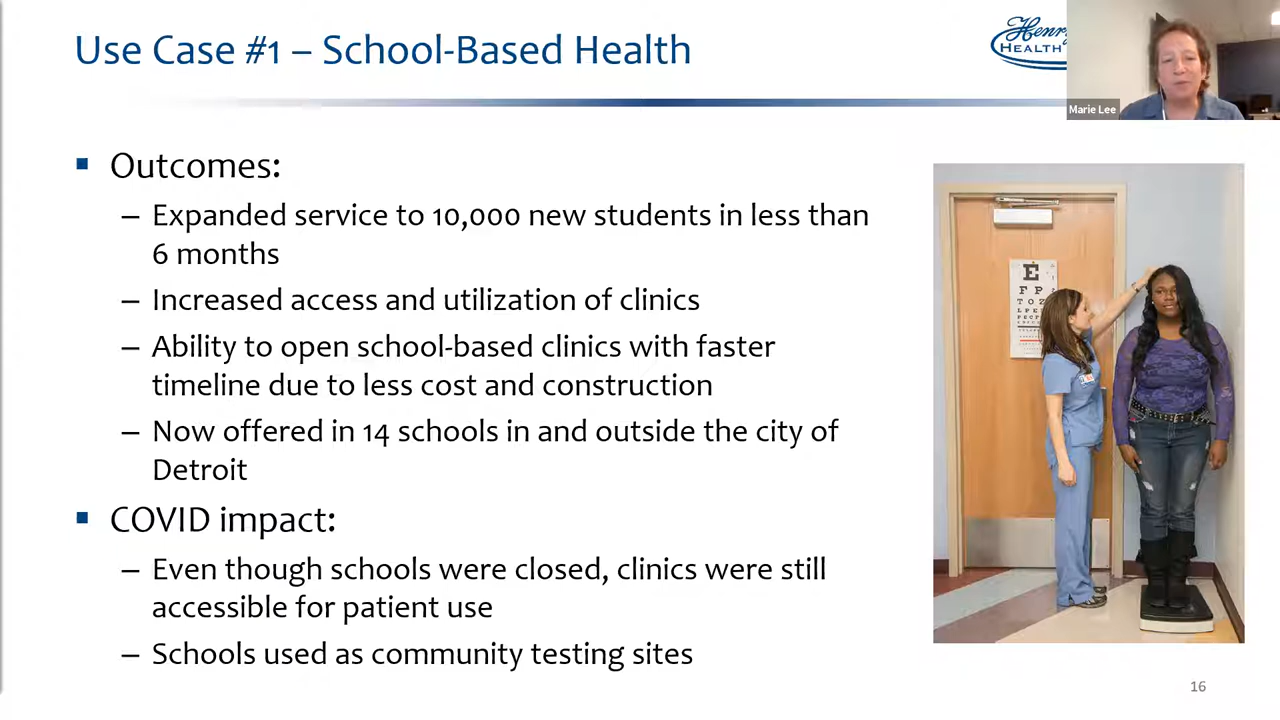 Use Case #1 – School-Based Health
Henry
HEALTH
Marie Lee
▪ Outcomes:
– Expanded service to 10,000 new students in less than
6 months
– Increased access and utilization of clinics
– Ability to open school-based clinics with faster
timeline due to less cost and construction
– Now offered in 14 schools in and outside the city of
Detroit
▪ COVID impact:
– Even though schools were closed, clinics were still
accessible for patient use
– Schools used as community testing sites
E
F P
T O Z
16